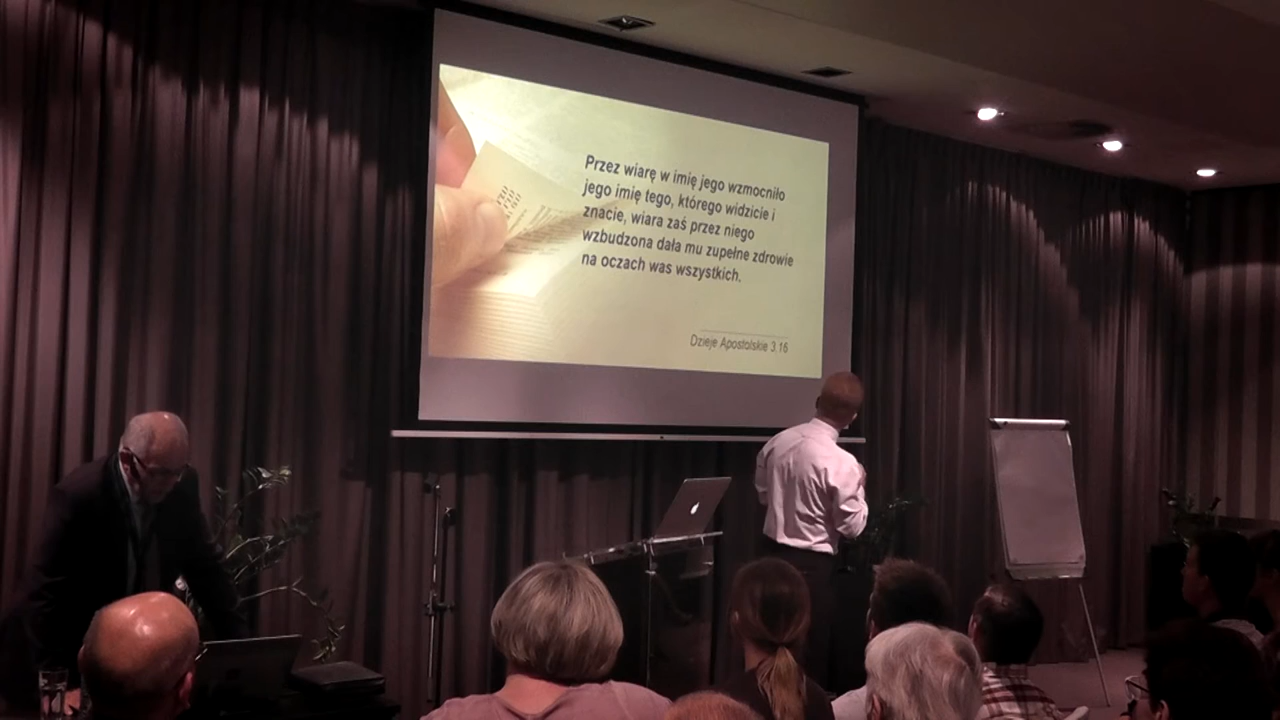 Przez wiarę w imię jego wzmocniło
jego imię tego, którego widzicie i
znacie, wiara zaś przez niego
wzbudzona dała mu zupełne zdrowie
na oczach was wszystkich.
Dzieje Apostolskie 3.16